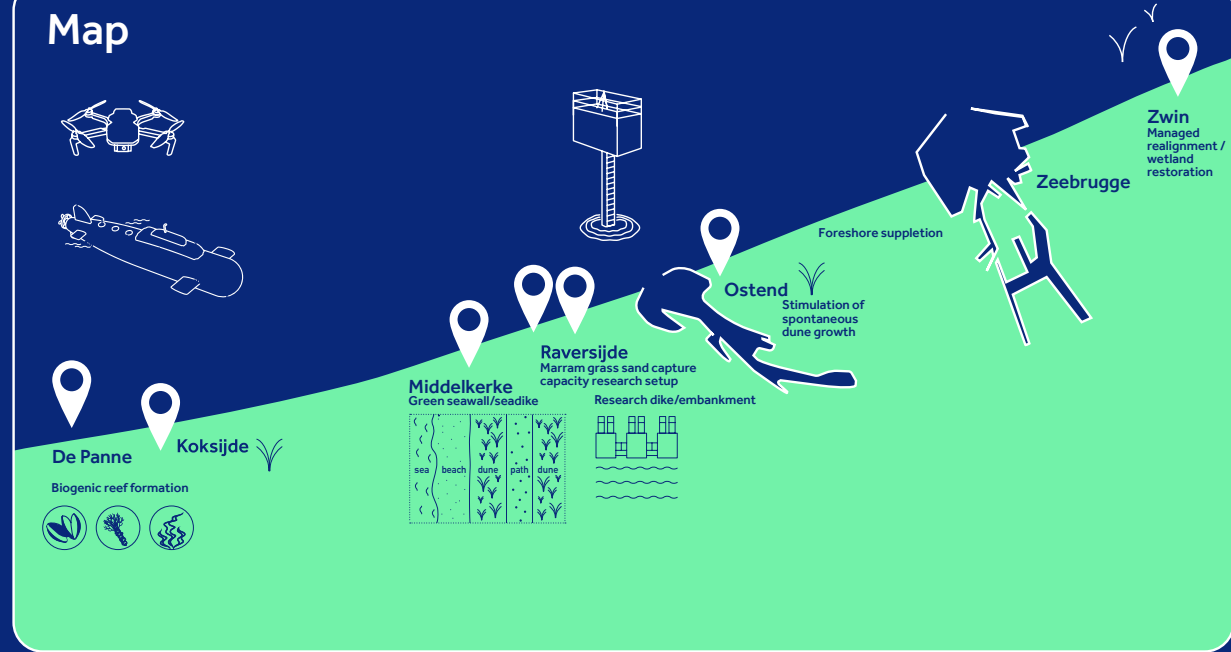 Map
Zwin
Managed
realignment /
wetland
restoration
Zeebrugge
Foreshore suppletion
Ostend
Stimulation of
spontaneous
dune growth
Raversijde
Marram grass sand capture
capacity research setup
Research dike/embankment
Middelkerke
Green seawall/seadike
sea beach dune path dune
Koksijde
De Panne
Biogenic reef formation